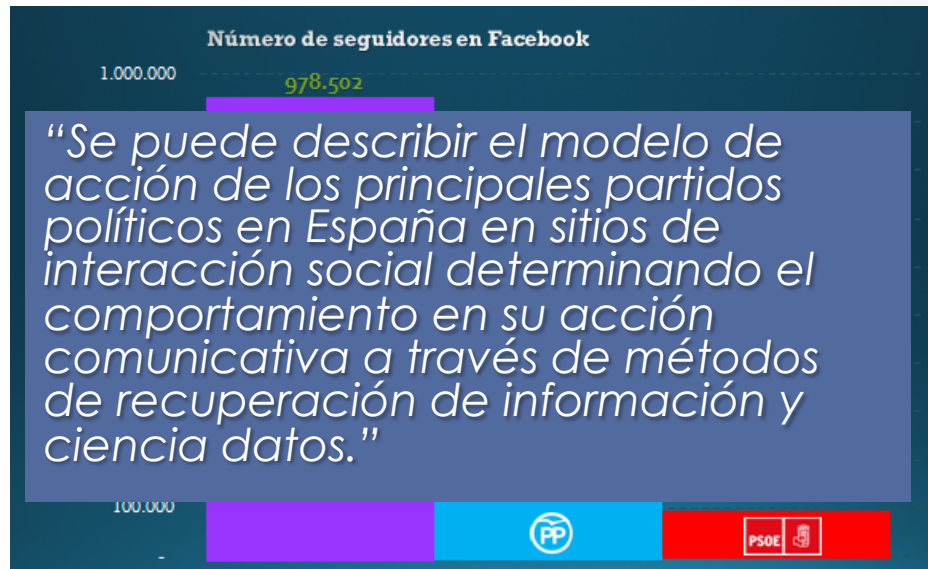 Número de seguidores en Facebook
1.000.000
978.502
“Se puede describir el modelo de
acción de los principales partidos
políticos en España en sitios de
interacción social determinando el
comportamiento en su acción
comunicativa a través de métodos
de recuperación de información y
ciencia datos.”
100.000
PP
PSOE
-